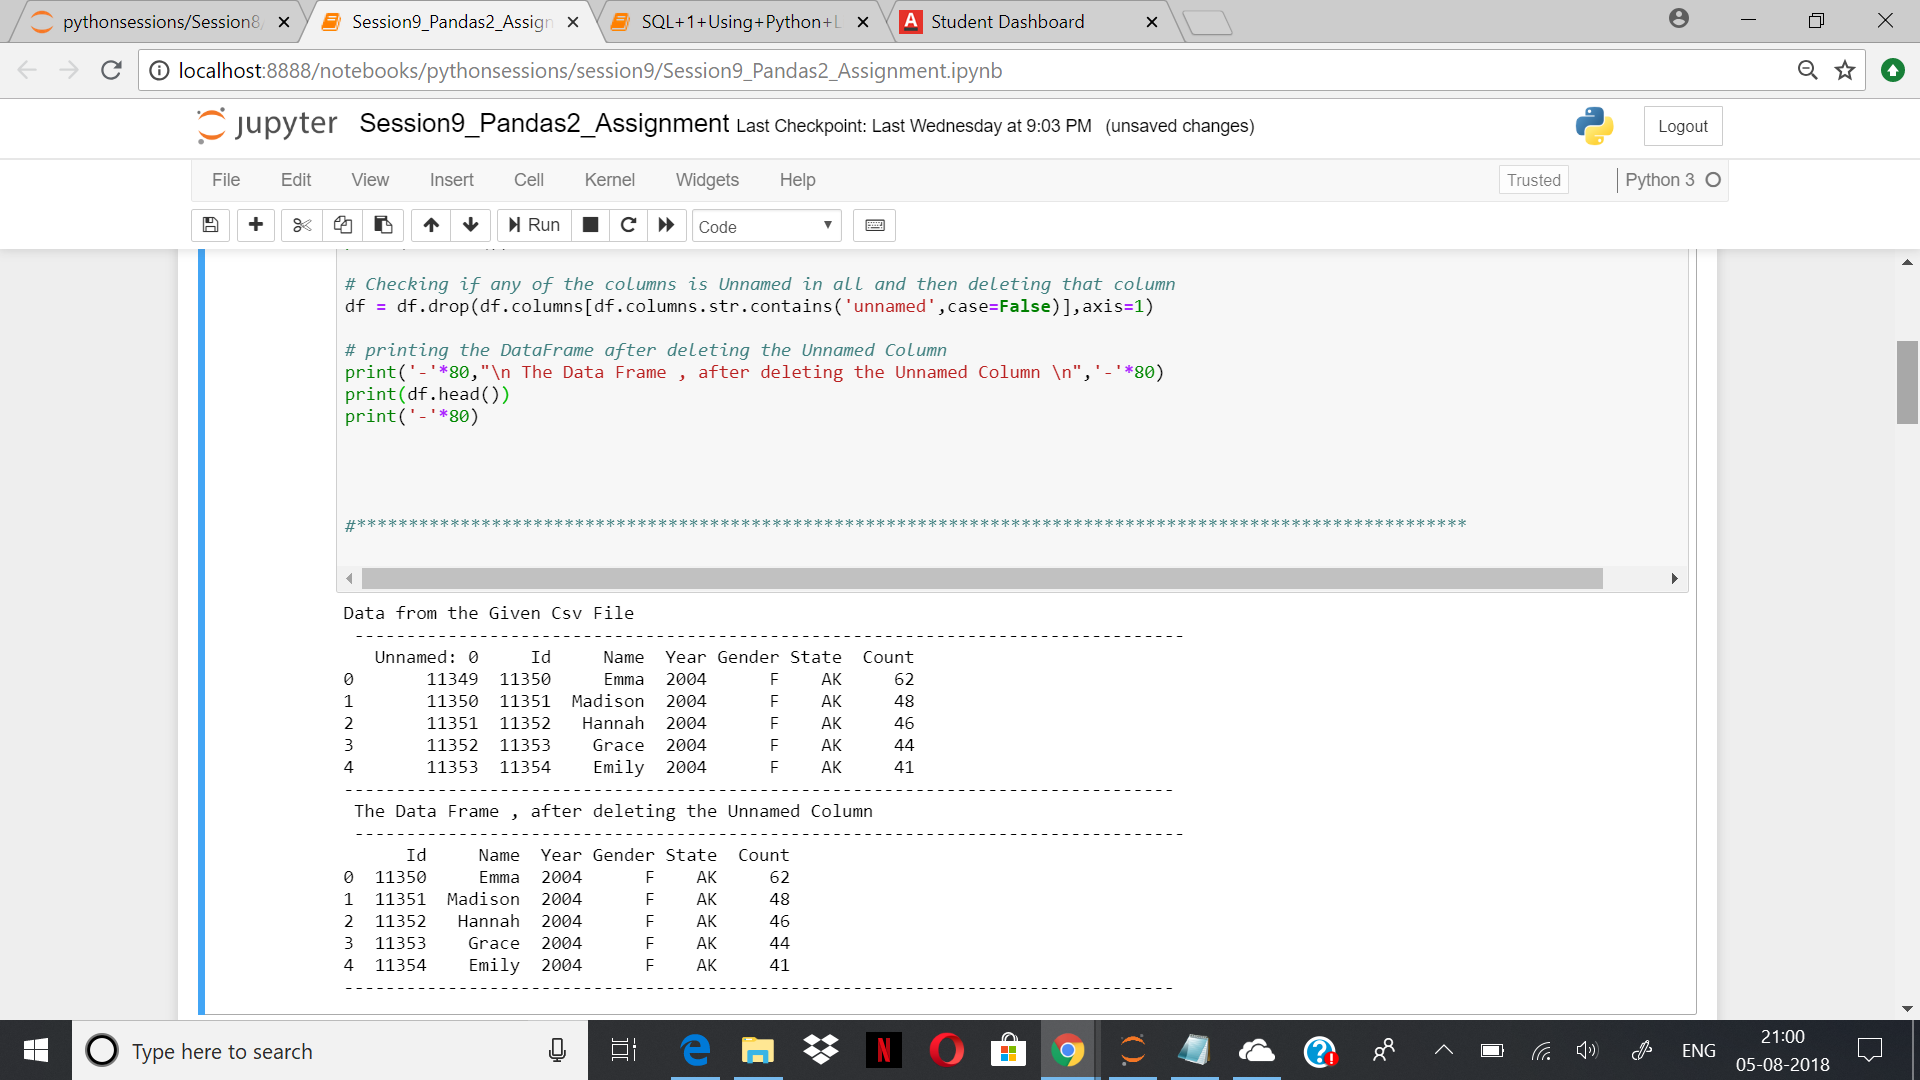 pythonsessions/Session8
Session9_Pandas2_Assign
SQL+1+Using+Python+L
Student Dashboard
localhost:8888/notebooks/pythonsessions/session9/Session9_Pandas2_Assignment.ipynb
jupyter Session9_Pandas2_Assignment Last Checkpoint: Last Wednesday at 9:03 PM (unsaved changes)
Logout
File Edit View Insert Cell Kernel Widgets Help
Trusted
Python 3
Run
Code
# Checking if any of the columns is Unnamed in all and then deleting that column
df = df.drop(df.columns[df.columns.str.contains('unnamed',case=False)],axis=1)
# printing the DataFrame after deleting the Unnamed Column
print('-'*80,"\n The Data Frame , after deleting the Unnamed Column \n",'-'*80)
print(df.head())
print('-'*80)
#***********************************************************************************************************
Data from the Given Csv File
--------------------------------------------------------------------------------
Unnamed: 0 Id Name Year Gender State Count
0 11349 11350 Emma 2004 F AK 62
1 11350 11351 Madison 2004 F AK 48
2 11351 11352 Hannah 2004 F AK 46
3 11352 11353 Grace 2004 F AK 44
4 11353 11354 Emily 2004 F AK 41
--------------------------------------------------------------------------------
The Data Frame , after deleting the Unnamed Column
--------------------------------------------------------------------------------
Id Name Year Gender State Count
0 11350 Emma 2004 F AK 62
1 11351 Madison 2004 F AK 48
2 11352 Hannah 2004 F AK 46
3 11353 Grace 2004 F AK 44
4 11354 Emily 2004 F AK 41
--------------------------------------------------------------------------------
Type here to search
ENG
21:00
05-08-2018